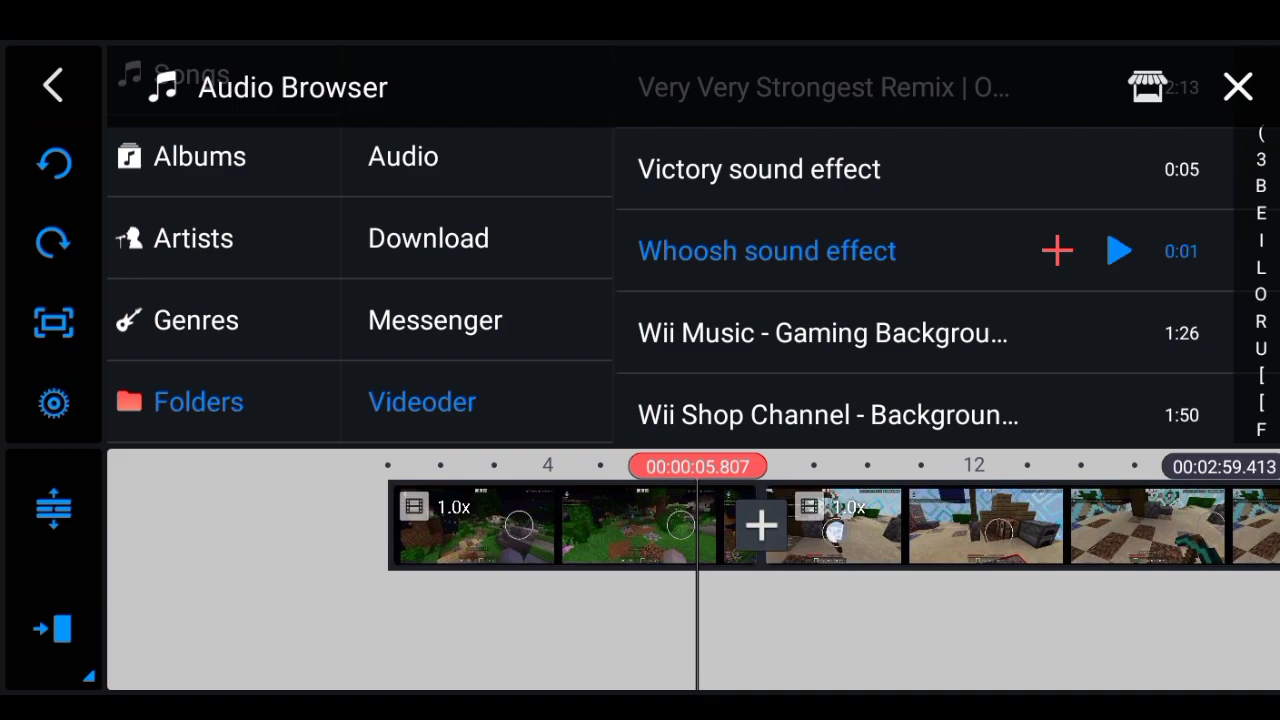 Songs
Audio Browser
Very Very Strongest Remix | O...
2:13
Albums
Audio
Victory sound effect
0:05
Artists
Download
Whoosh sound effect
0:01
Genres
Messenger
Wii Music - Gaming Backgrou...
1:26
Folders
Videoder
Wii Shop Channel - Backgroun...
1:50
(
3
B
E
I
L
O
R
U
[
[
F
4
00:00:05.807
12
00:02:59.413
1.0x
1.0x